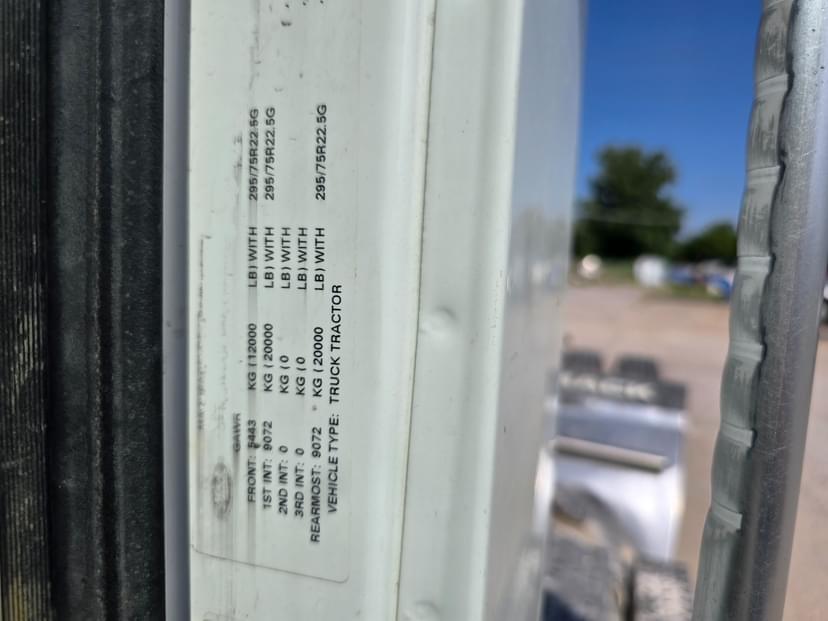 GAWR
FRONT: 5443 KG ( 12000 LB) WITH 295/75R22.5G
1ST INT: 9072 KG ( 20000 LB) WITH 295/75R22.5G
2ND INT: 0 KG ( 0 LB) WITH
3RD INT: 0 KG ( 0 LB) WITH
REARMOST: 9072 KG ( 20000 LB) WITH 295/75R22.5G
VEHICLE TYPE: TRUCK TRACTOR
MACK